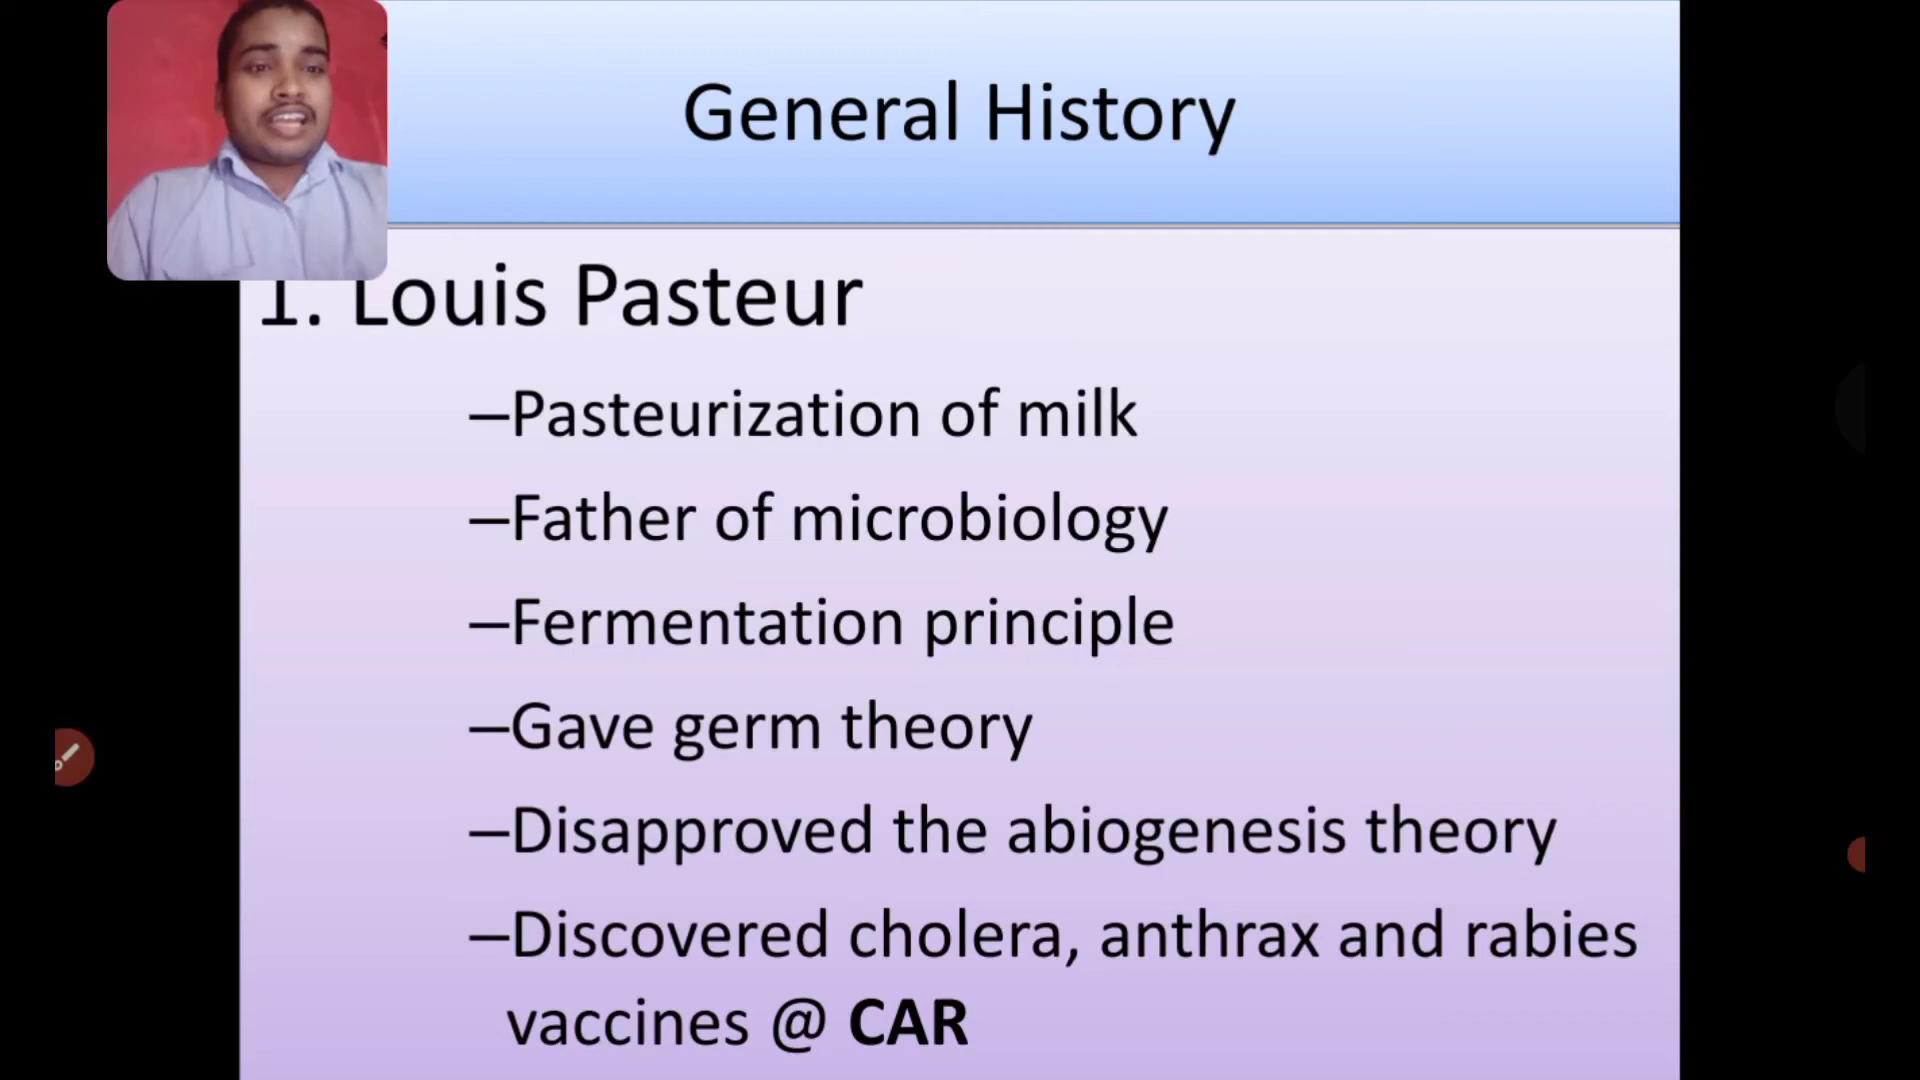 General History
1. Louis Pasteur
–Pasteurization of milk
–Father of microbiology
–Fermentation principle
–Gave germ theory
–Disapproved the abiogenesis theory
–Discovered cholera, anthrax and rabies
vaccines @ CAR